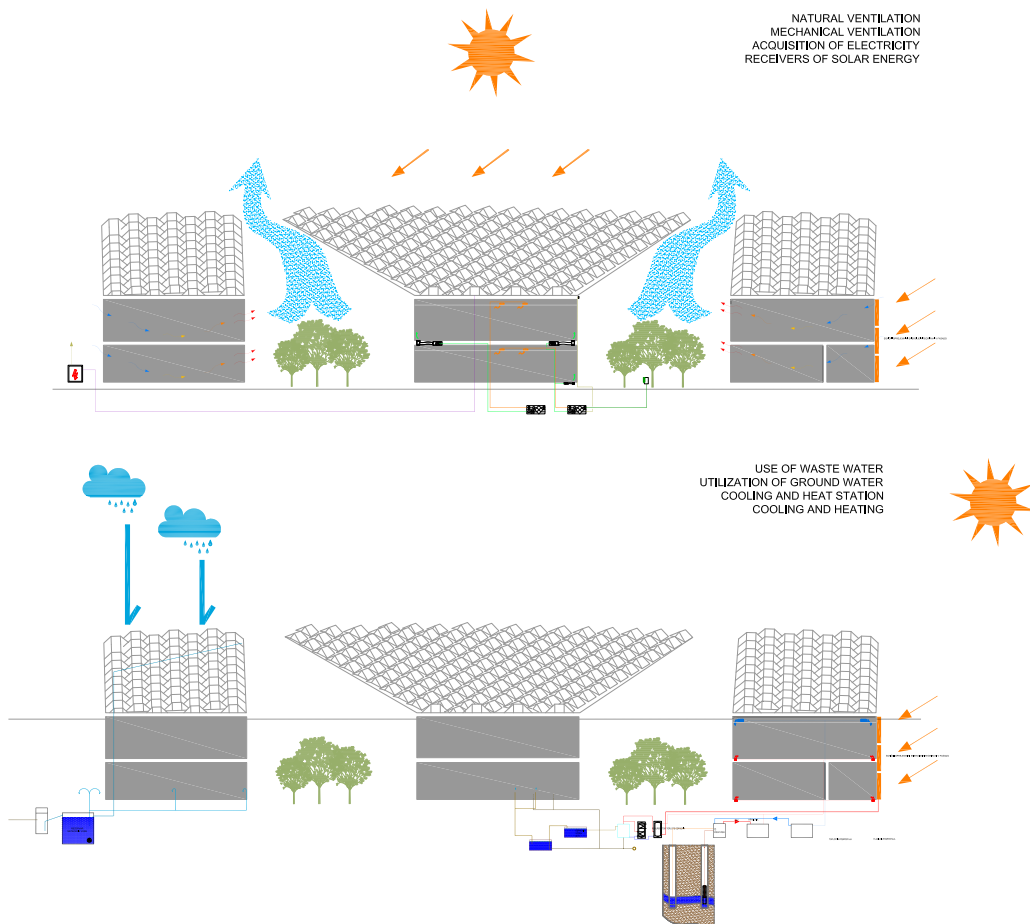 NATURAL VENTILATION
MECHANICAL VENTILATION
ACQUISITION OF ELECTRICITY
RECEIVERS OF SOLAR ENERGY
USE OF WASTE WATER
UTILIZATION OF GROUND WATER
COOLING AND HEAT STATION
COOLING AND HEATING